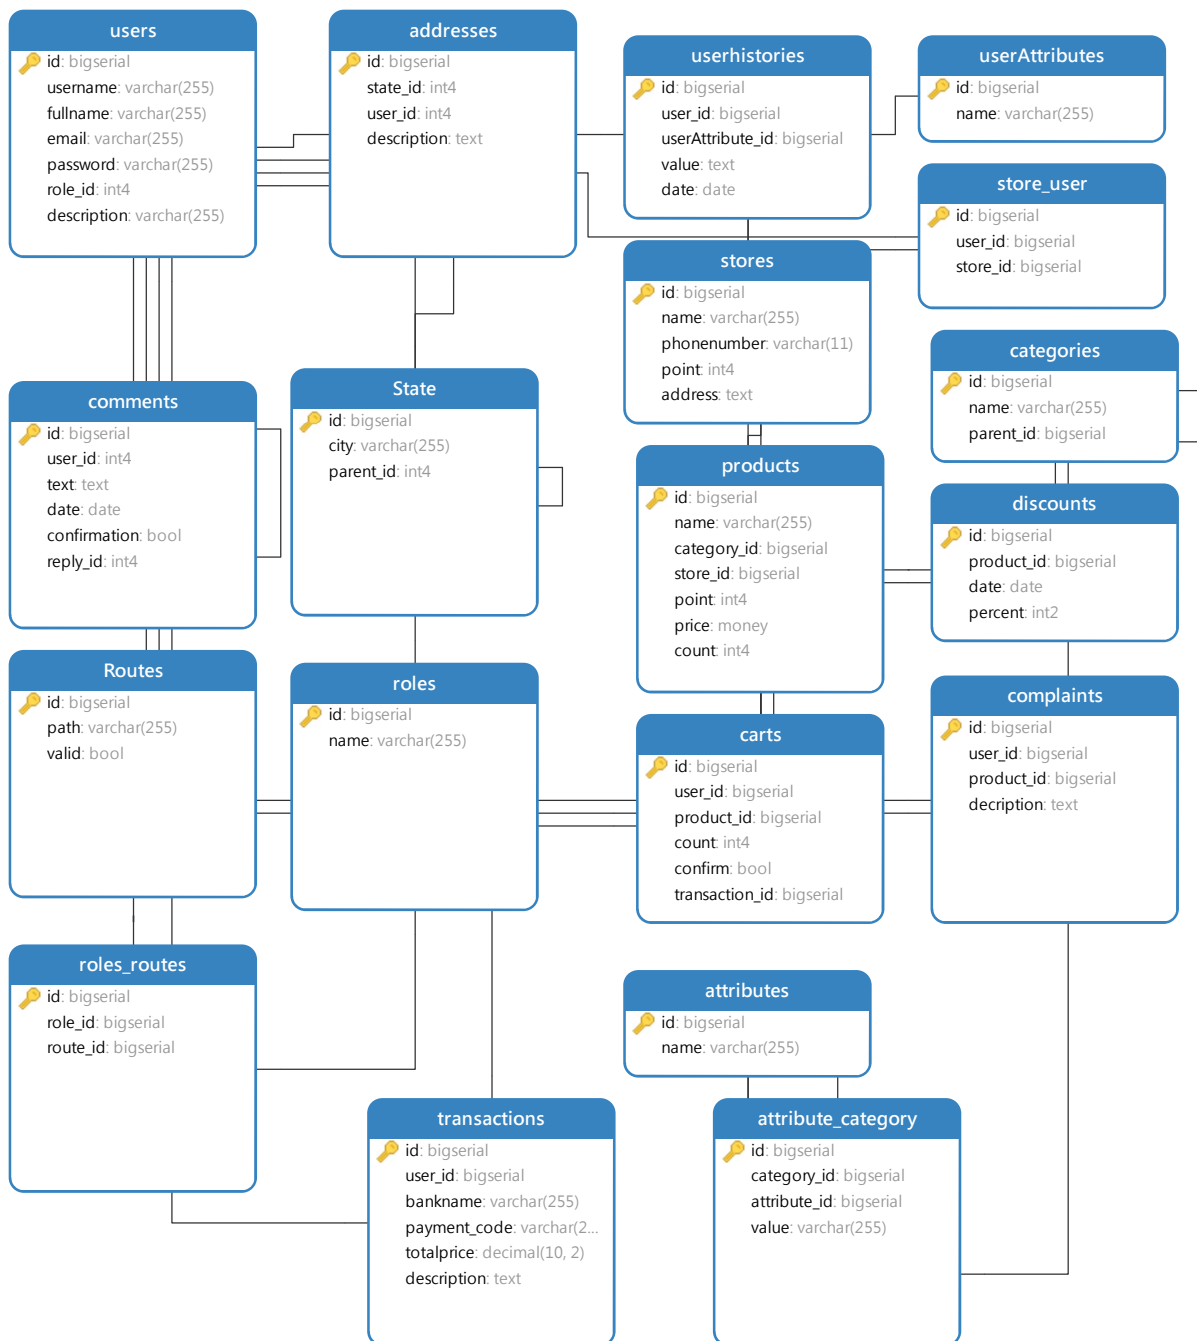 users
id: bigserial
username: varchar(255)
fullname: varchar(255)
email: varchar(255)
password: varchar(255)
role_id: int4
description: varchar(255)
addresses
id: bigserial
state_id: int4
user_id: int4
description: text
userhistories
id: bigserial
user_id: bigserial
userAttribute_id: bigserial
value: text
date: date
userAttributes
id: bigserial
name: varchar(255)
store_user
id: bigserial
user_id: bigserial
store_id: bigserial
stores
id: bigserial
name: varchar(255)
phonenumber: varchar(11)
point: int4
address: text
categories
id: bigserial
name: varchar(255)
parent_id: bigserial
comments
id: bigserial
user_id: int4
text: text
date: date
confirmation: bool
reply_id: int4
State
id: bigserial
city: varchar(255)
parent_id: int4
products
id: bigserial
name: varchar(255)
category_id: bigserial
store_id: bigserial
point: int4
price: money
count: int4
discounts
id: bigserial
product_id: bigserial
date: date
percent: int2
Routes
id: bigserial
path: varchar(255)
valid: bool
roles
id: bigserial
name: varchar(255)
carts
id: bigserial
user_id: bigserial
product_id: bigserial
count: int4
confirm: bool
transaction_id: bigserial
complaints
id: bigserial
user_id: bigserial
product_id: bigserial
decription: text
roles_routes
id: bigserial
role_id: bigserial
route_id: bigserial
attributes
id: bigserial
name: varchar(255)
transactions
id: bigserial
user_id: bigserial
bankname: varchar(255)
payment_code: varchar(2...
totalprice: decimal(10, 2)
description: text
attribute_category
id: bigserial
category_id: bigserial
attribute_id: bigserial
value: varchar(255)